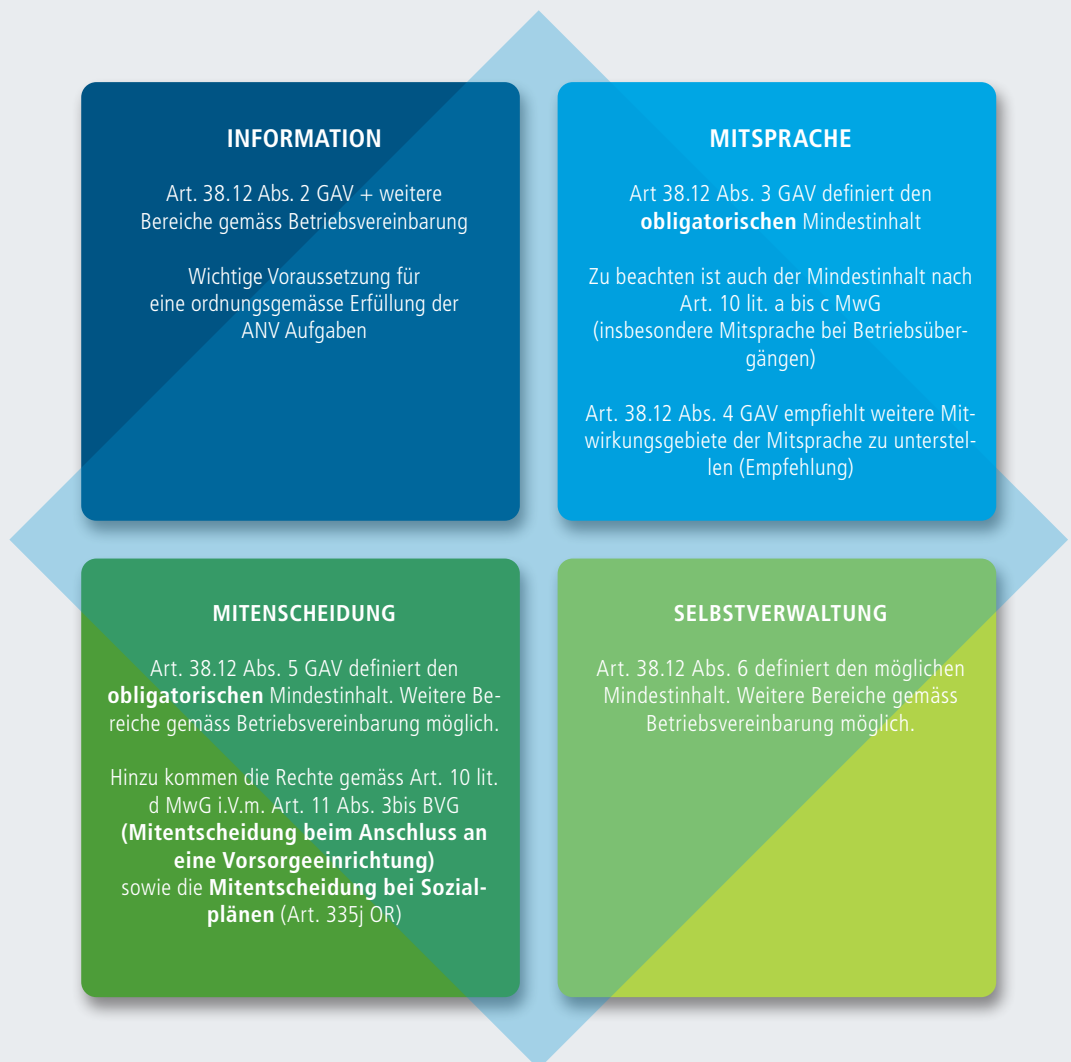 INFORMATION
Art. 38.12 Abs. 2 GAV + weitere
Bereiche gemäss Betriebsvereinbarung
Wichtige Voraussetzung für
eine ordnungsgemässe Erfüllung der
ANV Aufgaben
MITSPRACHE
Art 38.12 Abs. 3 GAV definiert den
obligatorischen Mindestinhalt
Zu beachten ist auch der Mindestinhalt nach
Art. 10 lit. a bis c MwG
(insbesondere Mitsprache bei Betriebsüber-
gängen)
Art. 38.12 Abs. 4 GAV empfiehlt weitere Mit-
wirkungsgebiete der Mitsprache zu unterstel-
len (Empfehlung)
MITENSCHEIDUNG
Art. 38.12 Abs. 5 GAV definiert den
obligatorischen Mindestinhalt. Weitere Be-
reiche gemäss Betriebsvereinbarung möglich.
Hinzu kommen die Rechte gemäss Art. 10 lit.
d MwG i.V.m. Art. 11 Abs. 3bis BVG
(Mitentscheidung beim Anschluss an
eine Vorsorgeeinrichtung)
sowie die Mitentscheidung bei Sozial-
plänen (Art. 335j OR)
SELBSTVERWALTUNG
Art. 38.12 Abs. 6 definiert den möglichen
Mindestinhalt. Weitere Bereiche gemäss
Betriebsvereinbarung möglich.